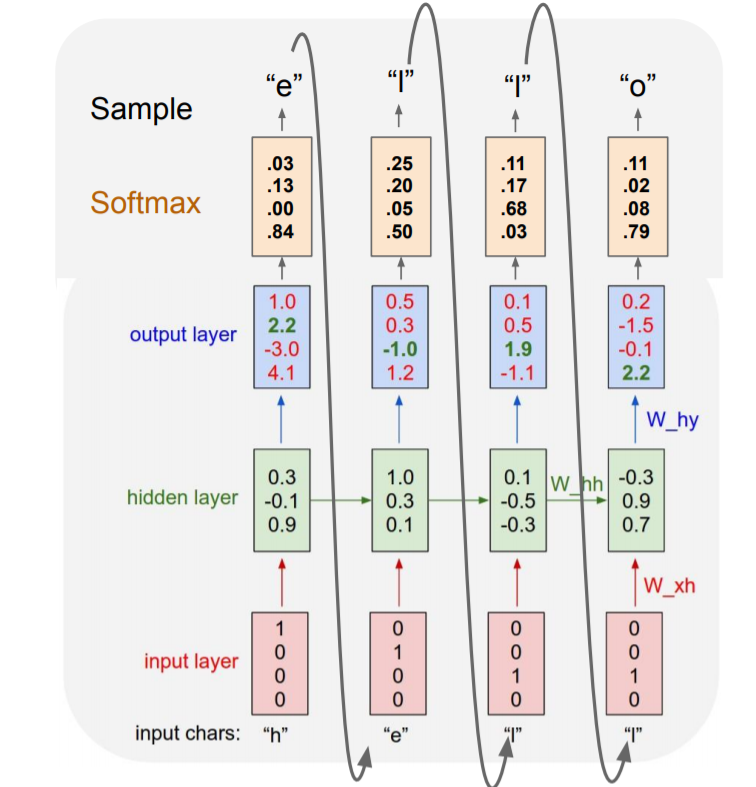 “e” “l” “l” “o”
Sample
.03 .25 .11 .11
.13 .20 .17 .02
.00 .05 .68 .08
.84 .50 .03 .79
Softmax
1.0 0.5 0.1 0.2
2.2 0.3 0.5 -1.5
-3.0 -1.0 1.9 -0.1
4.1 1.2 -1.1 2.2
output layer
W_hy
0.3 1.0 0.1 -0.3
-0.1 0.3 -0.5 0.9
0.9 0.1 -0.3 0.7
hidden layer
W_hh
W_xh
1 0 0 0
0 1 0 0
0 0 1 1
0 0 0 0
input layer
input chars: “h” “e” “l” “l”